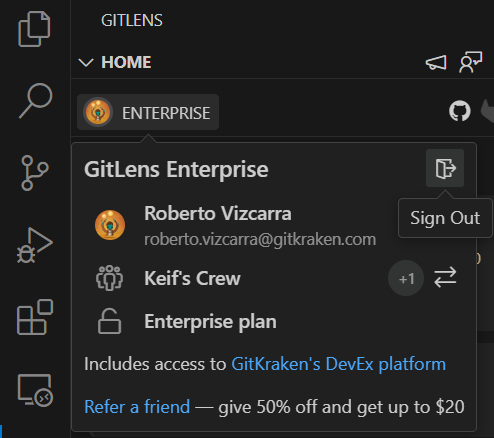 GITLENS
HOME
ENTERPRISE
GitLens Enterprise
Sign Out
Roberto Vizcarra
roberto.vizcarra@gitkraken.com
Keif's Crew
+1
Enterprise plan
Includes access to GitKraken's DevEx platform
Refer a friend — give 50% off and get up to $20